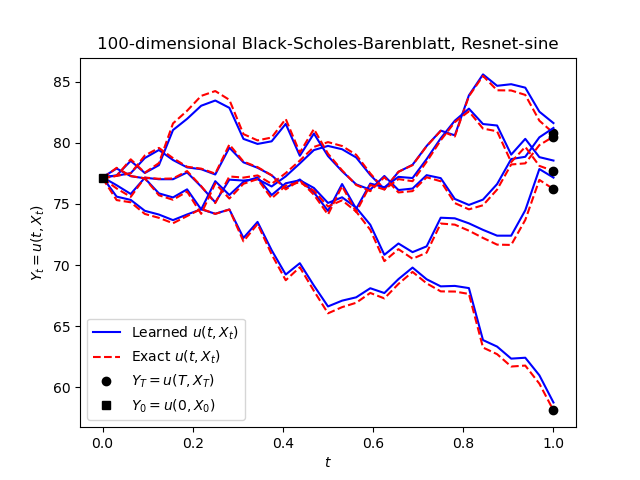 100-dimensional Black-Scholes-Barenblatt, Resnet-sine
85
80
75
70
65
60
Y_t = u(t, X_t)
Learned u(t, X_t)
Exact u(t, X_t)
Y_T = u(T, X_T)
Y_0 = u(0, X_0)
0.0 0.2 0.4 0.6 0.8 1.0
t